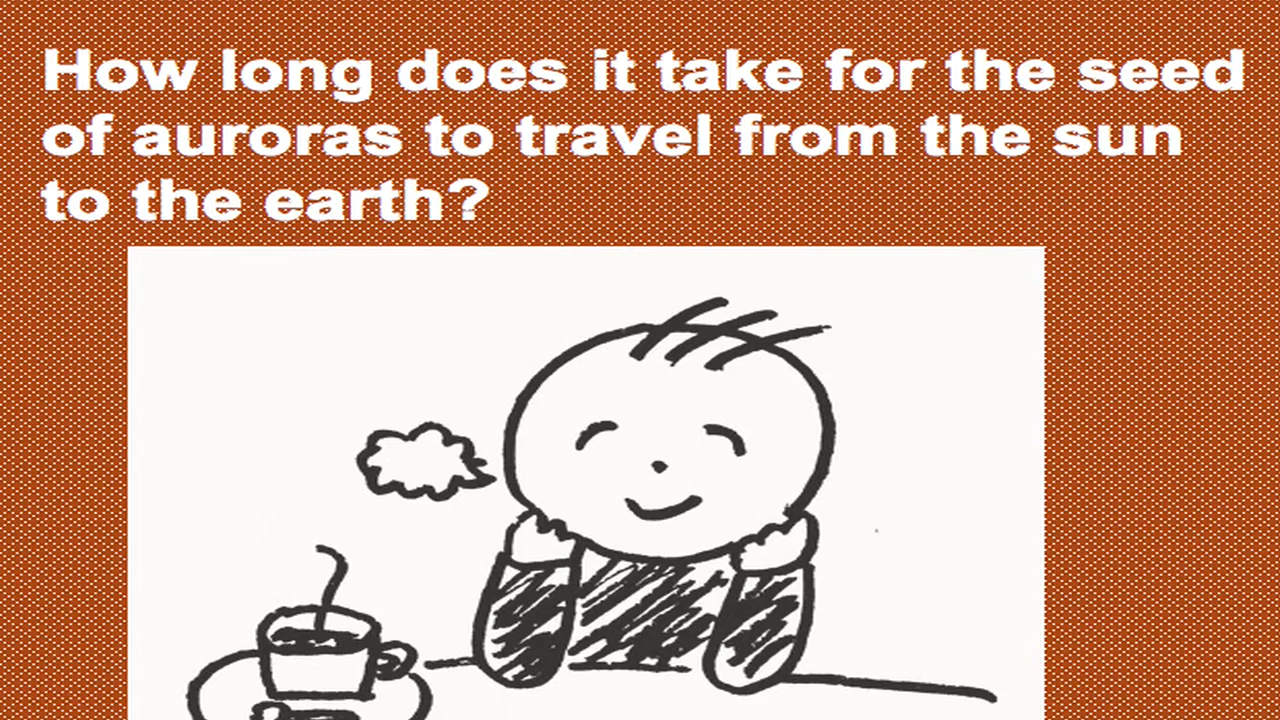 How long does it take for the seed
of auroras to travel from the sun
to the earth?